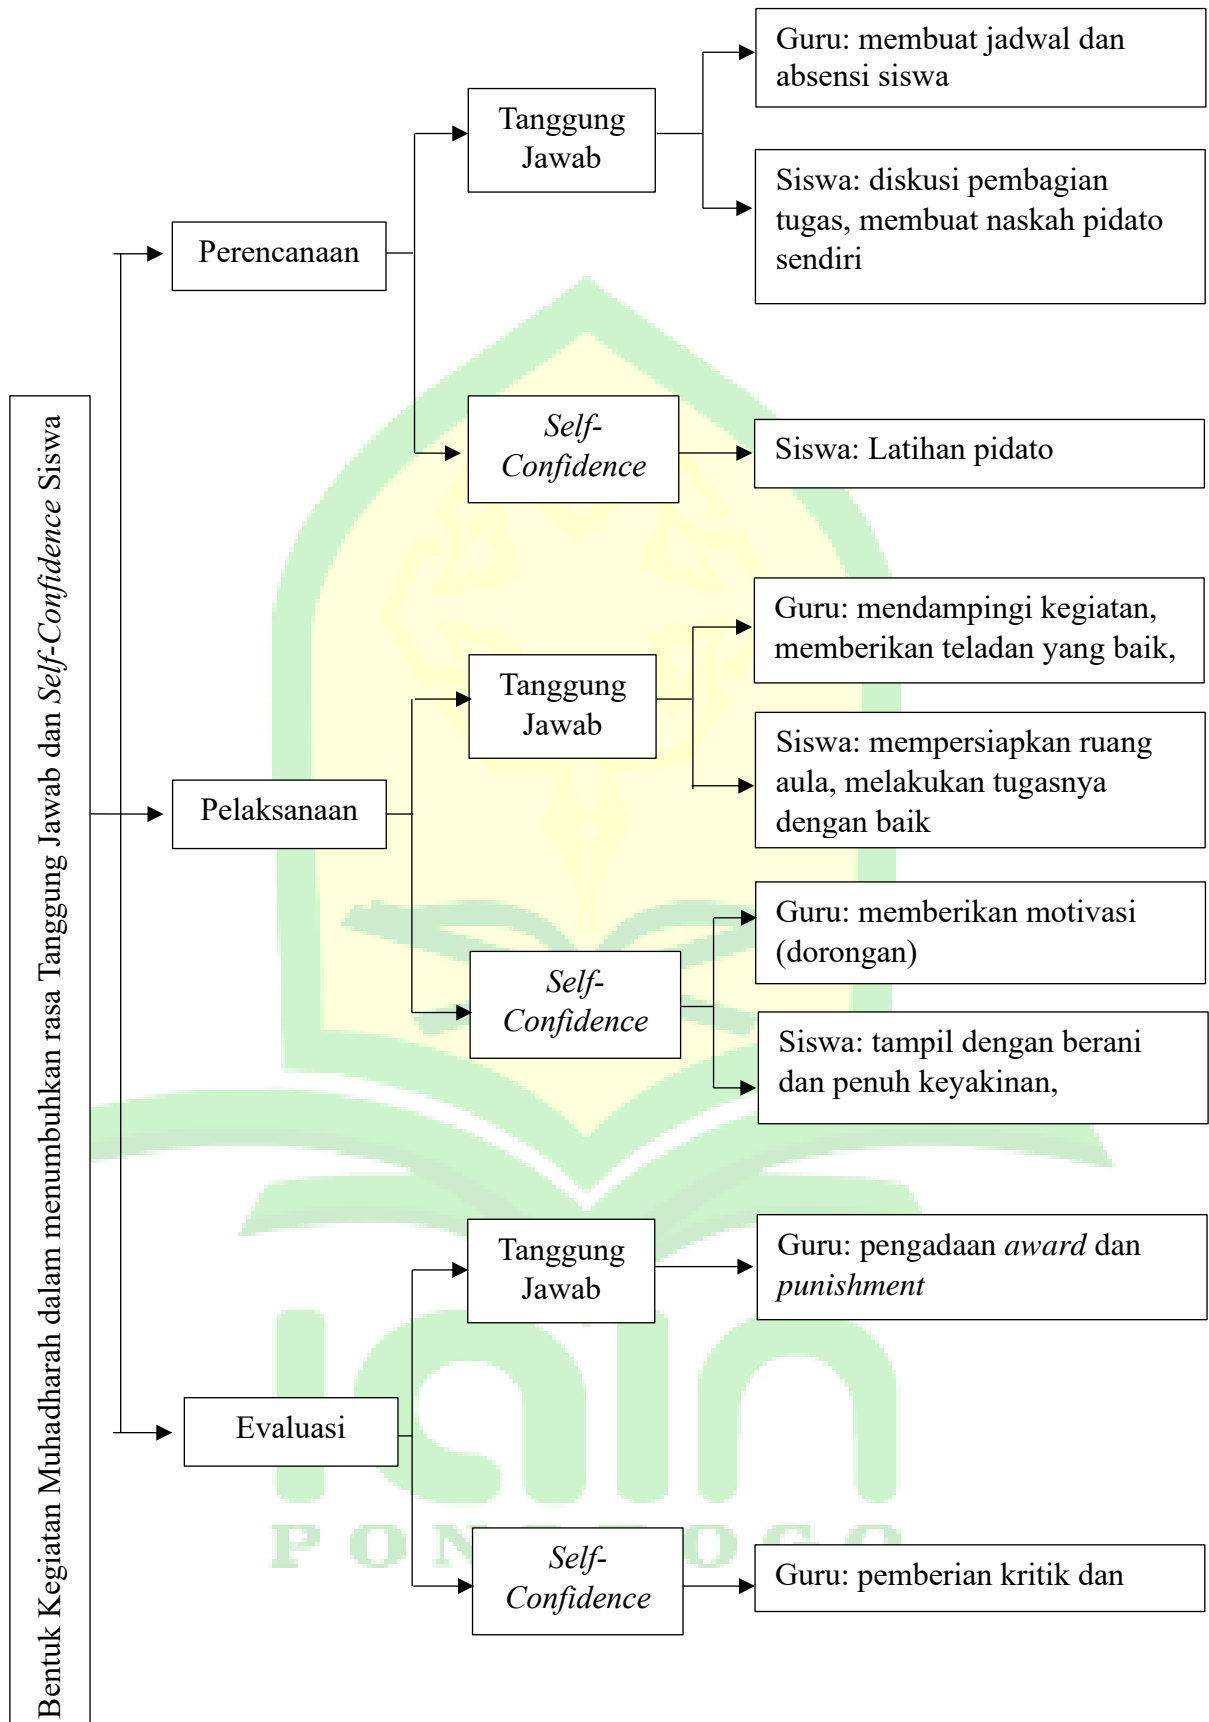 Bentuk Kegiatan Muhadharah dalam menumbuhkan rasa Tanggung Jawab dan Self-Confidence Siswa
Perencanaan
Tanggung
Jawab
Guru: membuat jadwal dan
absensi siswa
Siswa: diskusi pembagian
tugas, membuat naskah pidato
sendiri
Self-
Confidence
Siswa: Latihan pidato
Pelaksanaan
Tanggung
Jawab
Guru: mendampingi kegiatan,
memberikan teladan yang baik,
Siswa: mempersiapkan ruang
aula, melakukan tugasnya
dengan baik
Self-
Confidence
Guru: memberikan motivasi
(dorongan)
Siswa: tampil dengan berani
dan penuh keyakinan,
Evaluasi
Tanggung
Jawab
Guru: pengadaan award dan
punishment
Self-
Confidence
Guru: pemberian kritik dan
iain